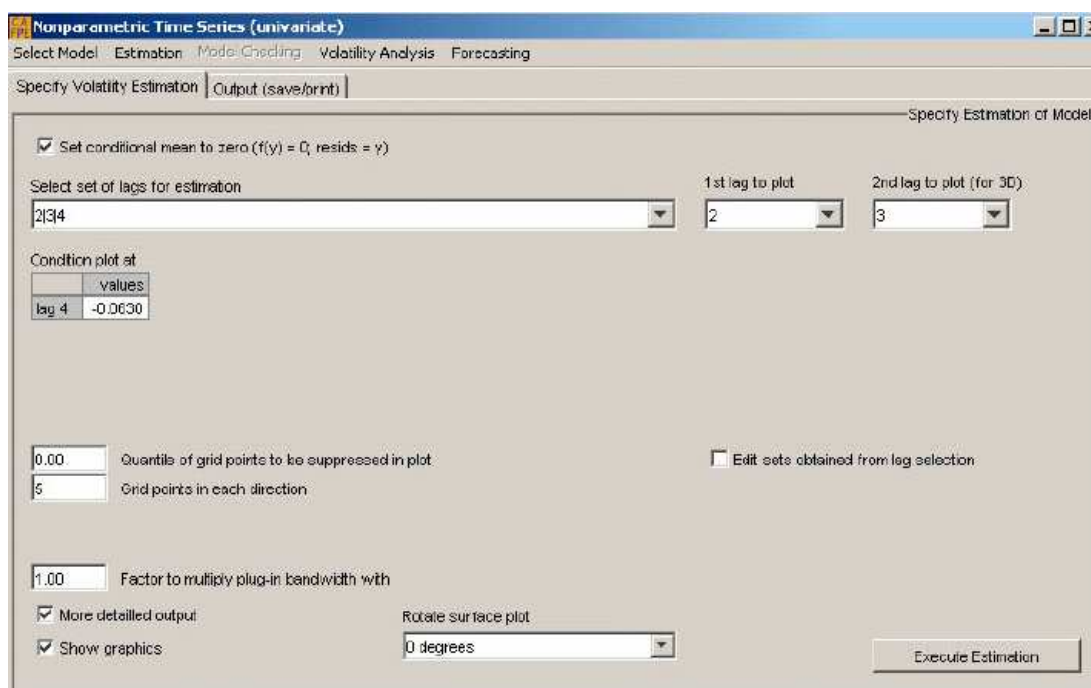 Nonparametric Time Series (univariate)
Select Model Estimation Model Checking Volatility Analysis Forecasting
Specify Volatility Estimation Output (save/print)
Specify Estimation of Model
Set conditional mean to zero (f(y) = 0; resids = y)
Select set of lags for estimation 1st lag to plot 2nd lag to plot (for 3D)
2|3|4 2 3
Condition plot at
values
lag 4 -0.0630
0.00 Quantile of grid points to be suppressed in plot Edit sets obtained from lag selection
5 Grid points in each direction
1.00 Factor to multiply plug-in bandwidth with
More detailled output Rotate surface plot
Show graphics 0 degrees Execute Estimation